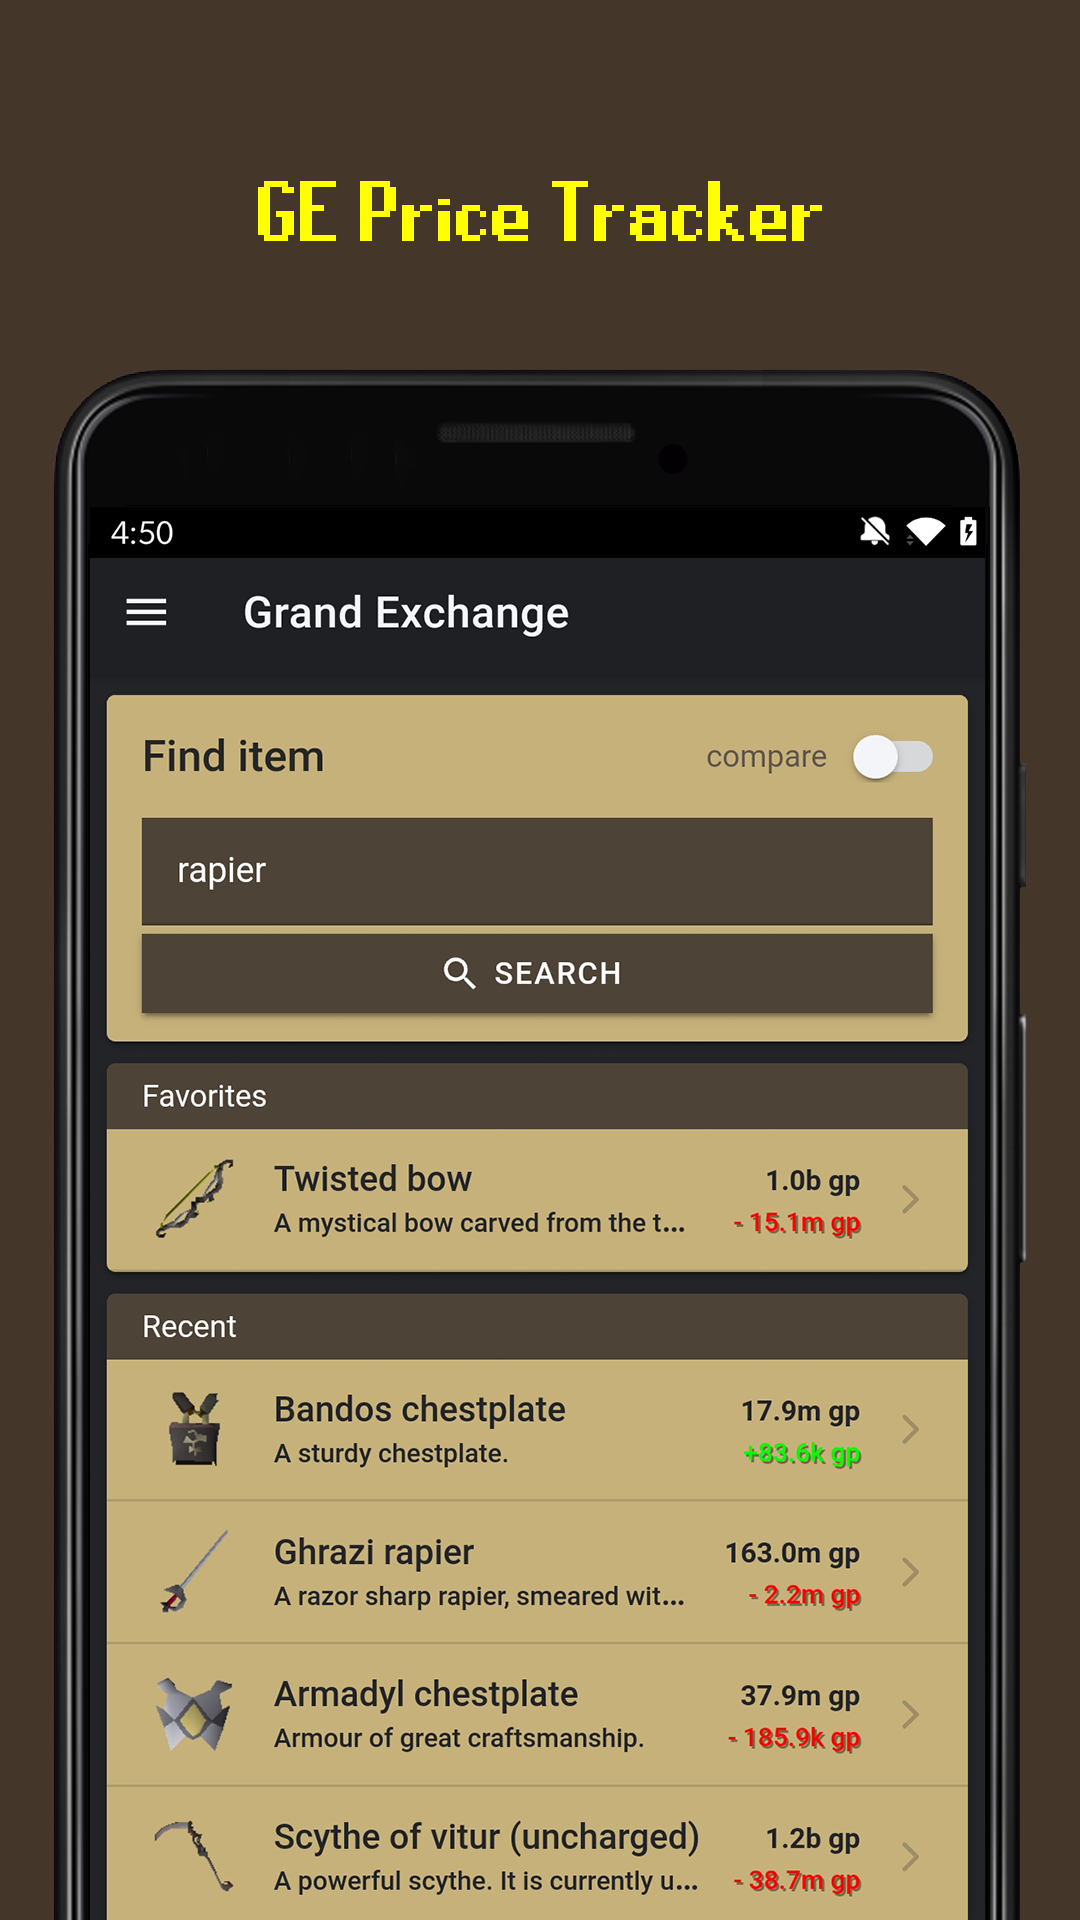 GE Price Tracker
4:50
Grand Exchange
Find item
compare
rapier
SEARCH
Favorites
Twisted bow
1.0b gp
A mystical bow carved from the t...
- 15.1m gp
Recent
Bandos chestplate
17.9m gp
A sturdy chestplate.
+83.6k gp
Ghrazi rapier
163.0m gp
A razor sharp rapier, smeared wit...
- 2.2m gp
Armadyl chestplate
37.9m gp
Armour of great craftsmanship.
- 185.9k gp
Scythe of vitur (uncharged)
1.2b gp
A powerful scythe. It is currently u...
- 38.7m gp